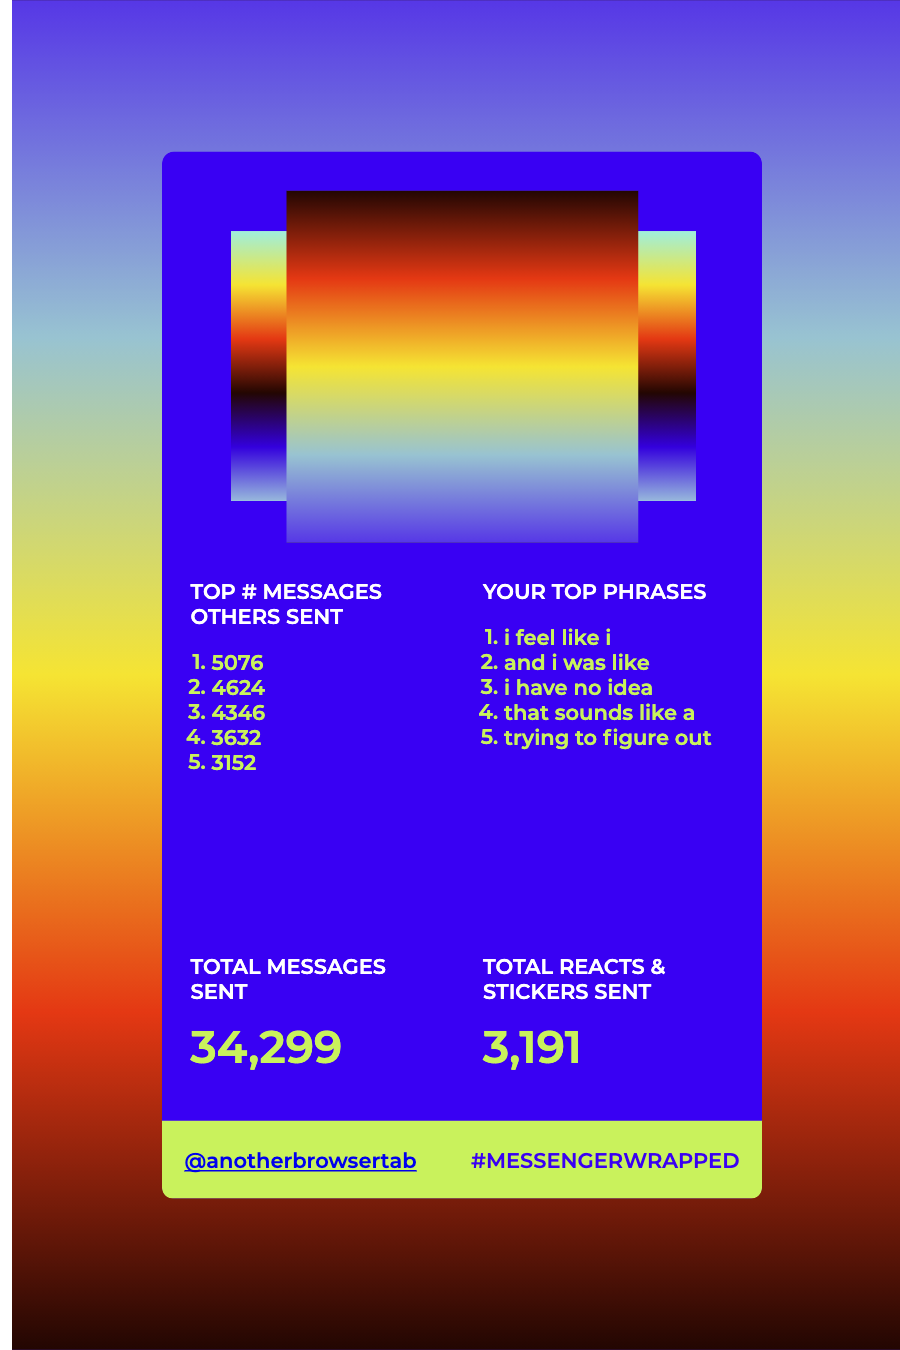 TOP # MESSAGES
OTHERS SENT
1. 5076
2. 4624
3. 4346
4. 3632
5. 3152
YOUR TOP PHRASES
1. i feel like i
2. and i was like
3. i have no idea
4. that sounds like a
5. trying to figure out
TOTAL MESSAGES
SENT
34,299
TOTAL REACTS &
STICKERS SENT
3,191
@anotherbrowsertab
#MESSENGERWRAPPED